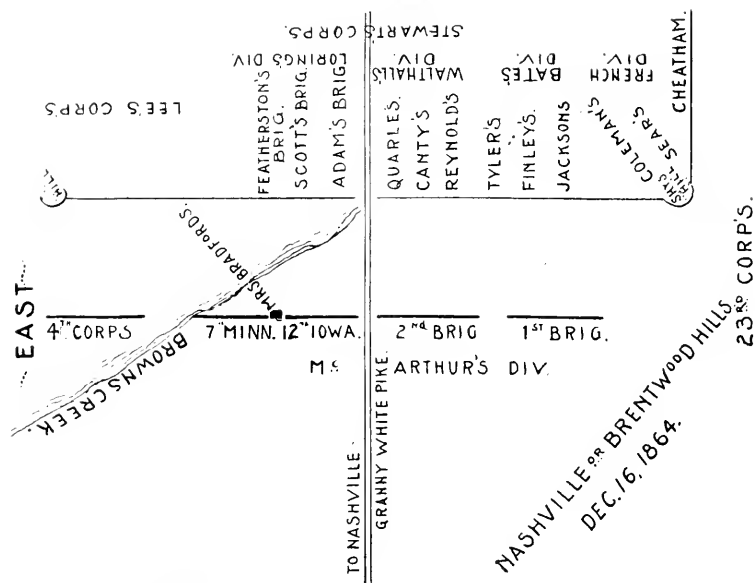 STEWART'S CORPS.
LEE'S CORPS
LORING'S DIV.
WALTHALL'S
DIV.
BATE'S
DIV.
FRENCH
DIV.
CHEATHAM.
FEATHERSTON'S
BRIG.
SCOTT'S BRIG.
ADAM'S BRIG.
QUARLES.
CANTY'S
REYNOLD'S
TYLER'S
FINLEY'S.
JACKSONS
COLEMAN'S
SEAR'S
HILL
SHY'S
HILL
MRS BRADFORDS.
EAST
4TH CORPS
7TH MINN. 12TH IOWA.
2ND BRIG
1ST BRIG.
Mc ARTHUR'S DIV.
BROWNS CREEK.
TO NASHVILLE.
GRANNY WHITE PIKE.
NASHVILLE OR BRENTWOOD HILLS
DEC. 16, 1864.
23RD CORP'S.